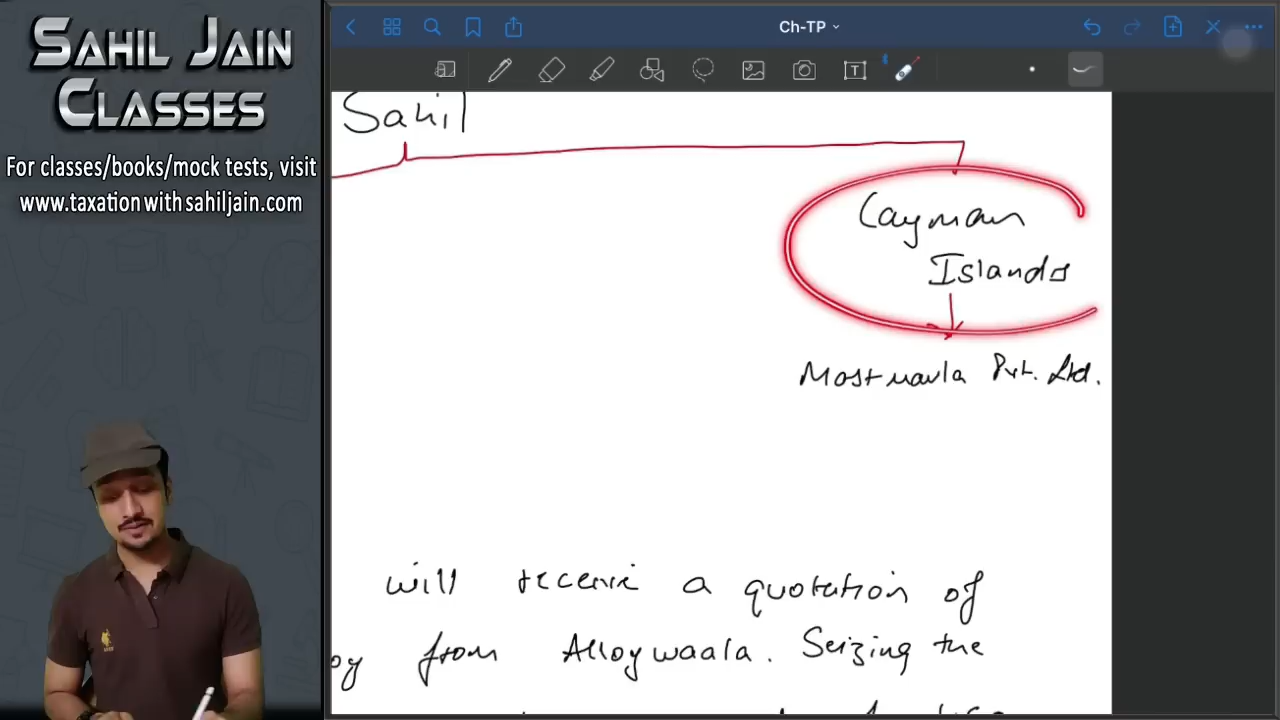 SAHIL JAIN
CLASSES
For classes/books/mock tests, visit
www.taxationwithsahiljain.com
Ch-TP
Sahil
Cayman
Islands
Pvt. Ltd.
will receive a quotation of
from Alloywaala. Seizing the